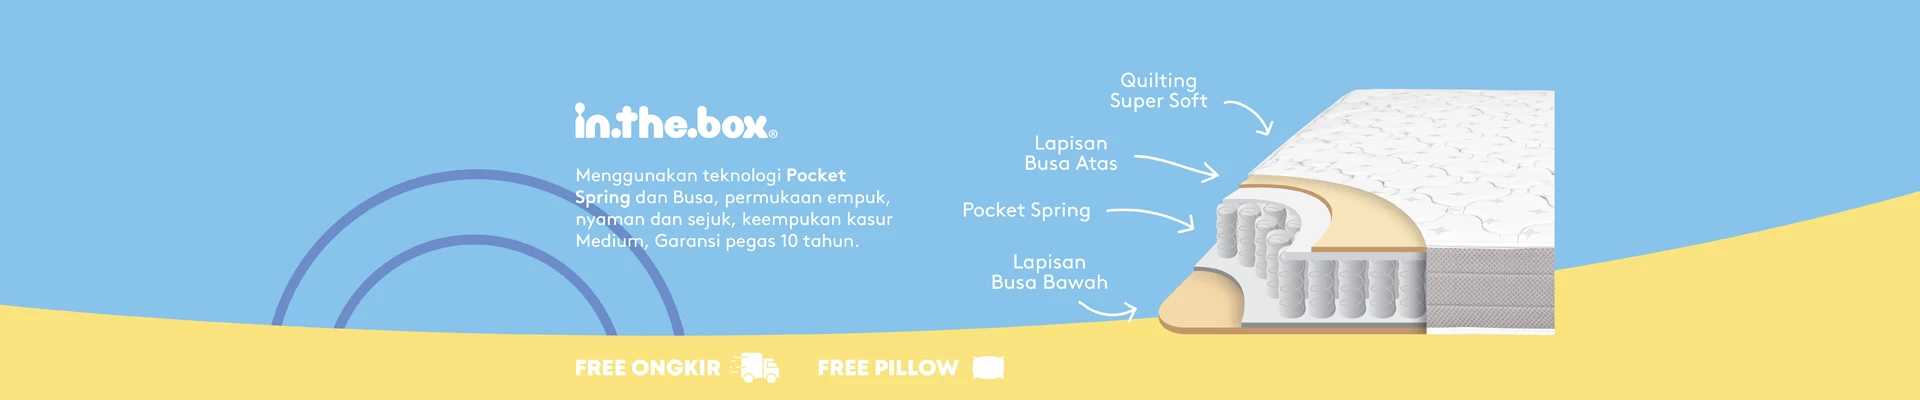 in.the.box®
Menggunakan teknologi Pocket
Spring dan Busa, permukaan empuk,
nyaman dan sejuk, keempukan kasur
Medium, Garansi pegas 10 tahun.
Quilting
Super Soft
Lapisan
Busa Atas
Pocket Spring
Lapisan
Busa Bawah
FREE ONGKIR
FREE PILLOW